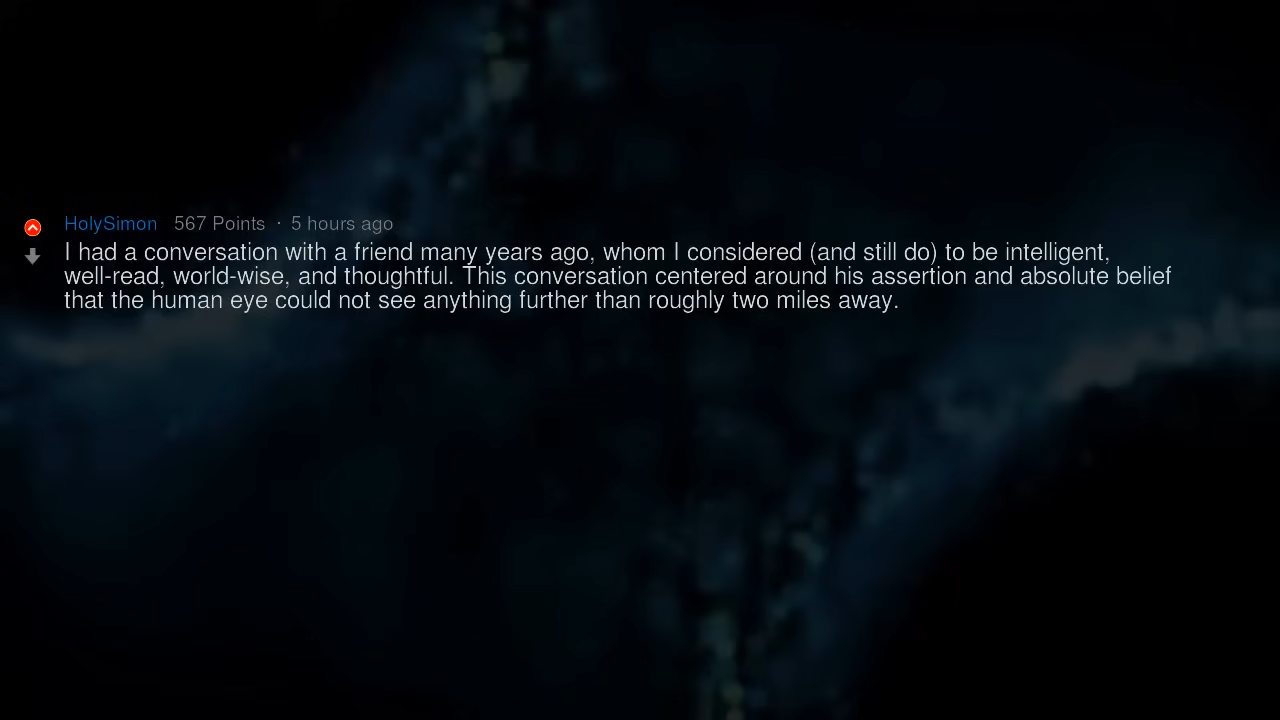 HolySimon 567 Points · 5 hours ago
I had a conversation with a friend many years ago, whom I considered (and still do) to be intelligent,
well-read, world-wise, and thoughtful. This conversation centered around his assertion and absolute belief
that the human eye could not see anything further than roughly two miles away.